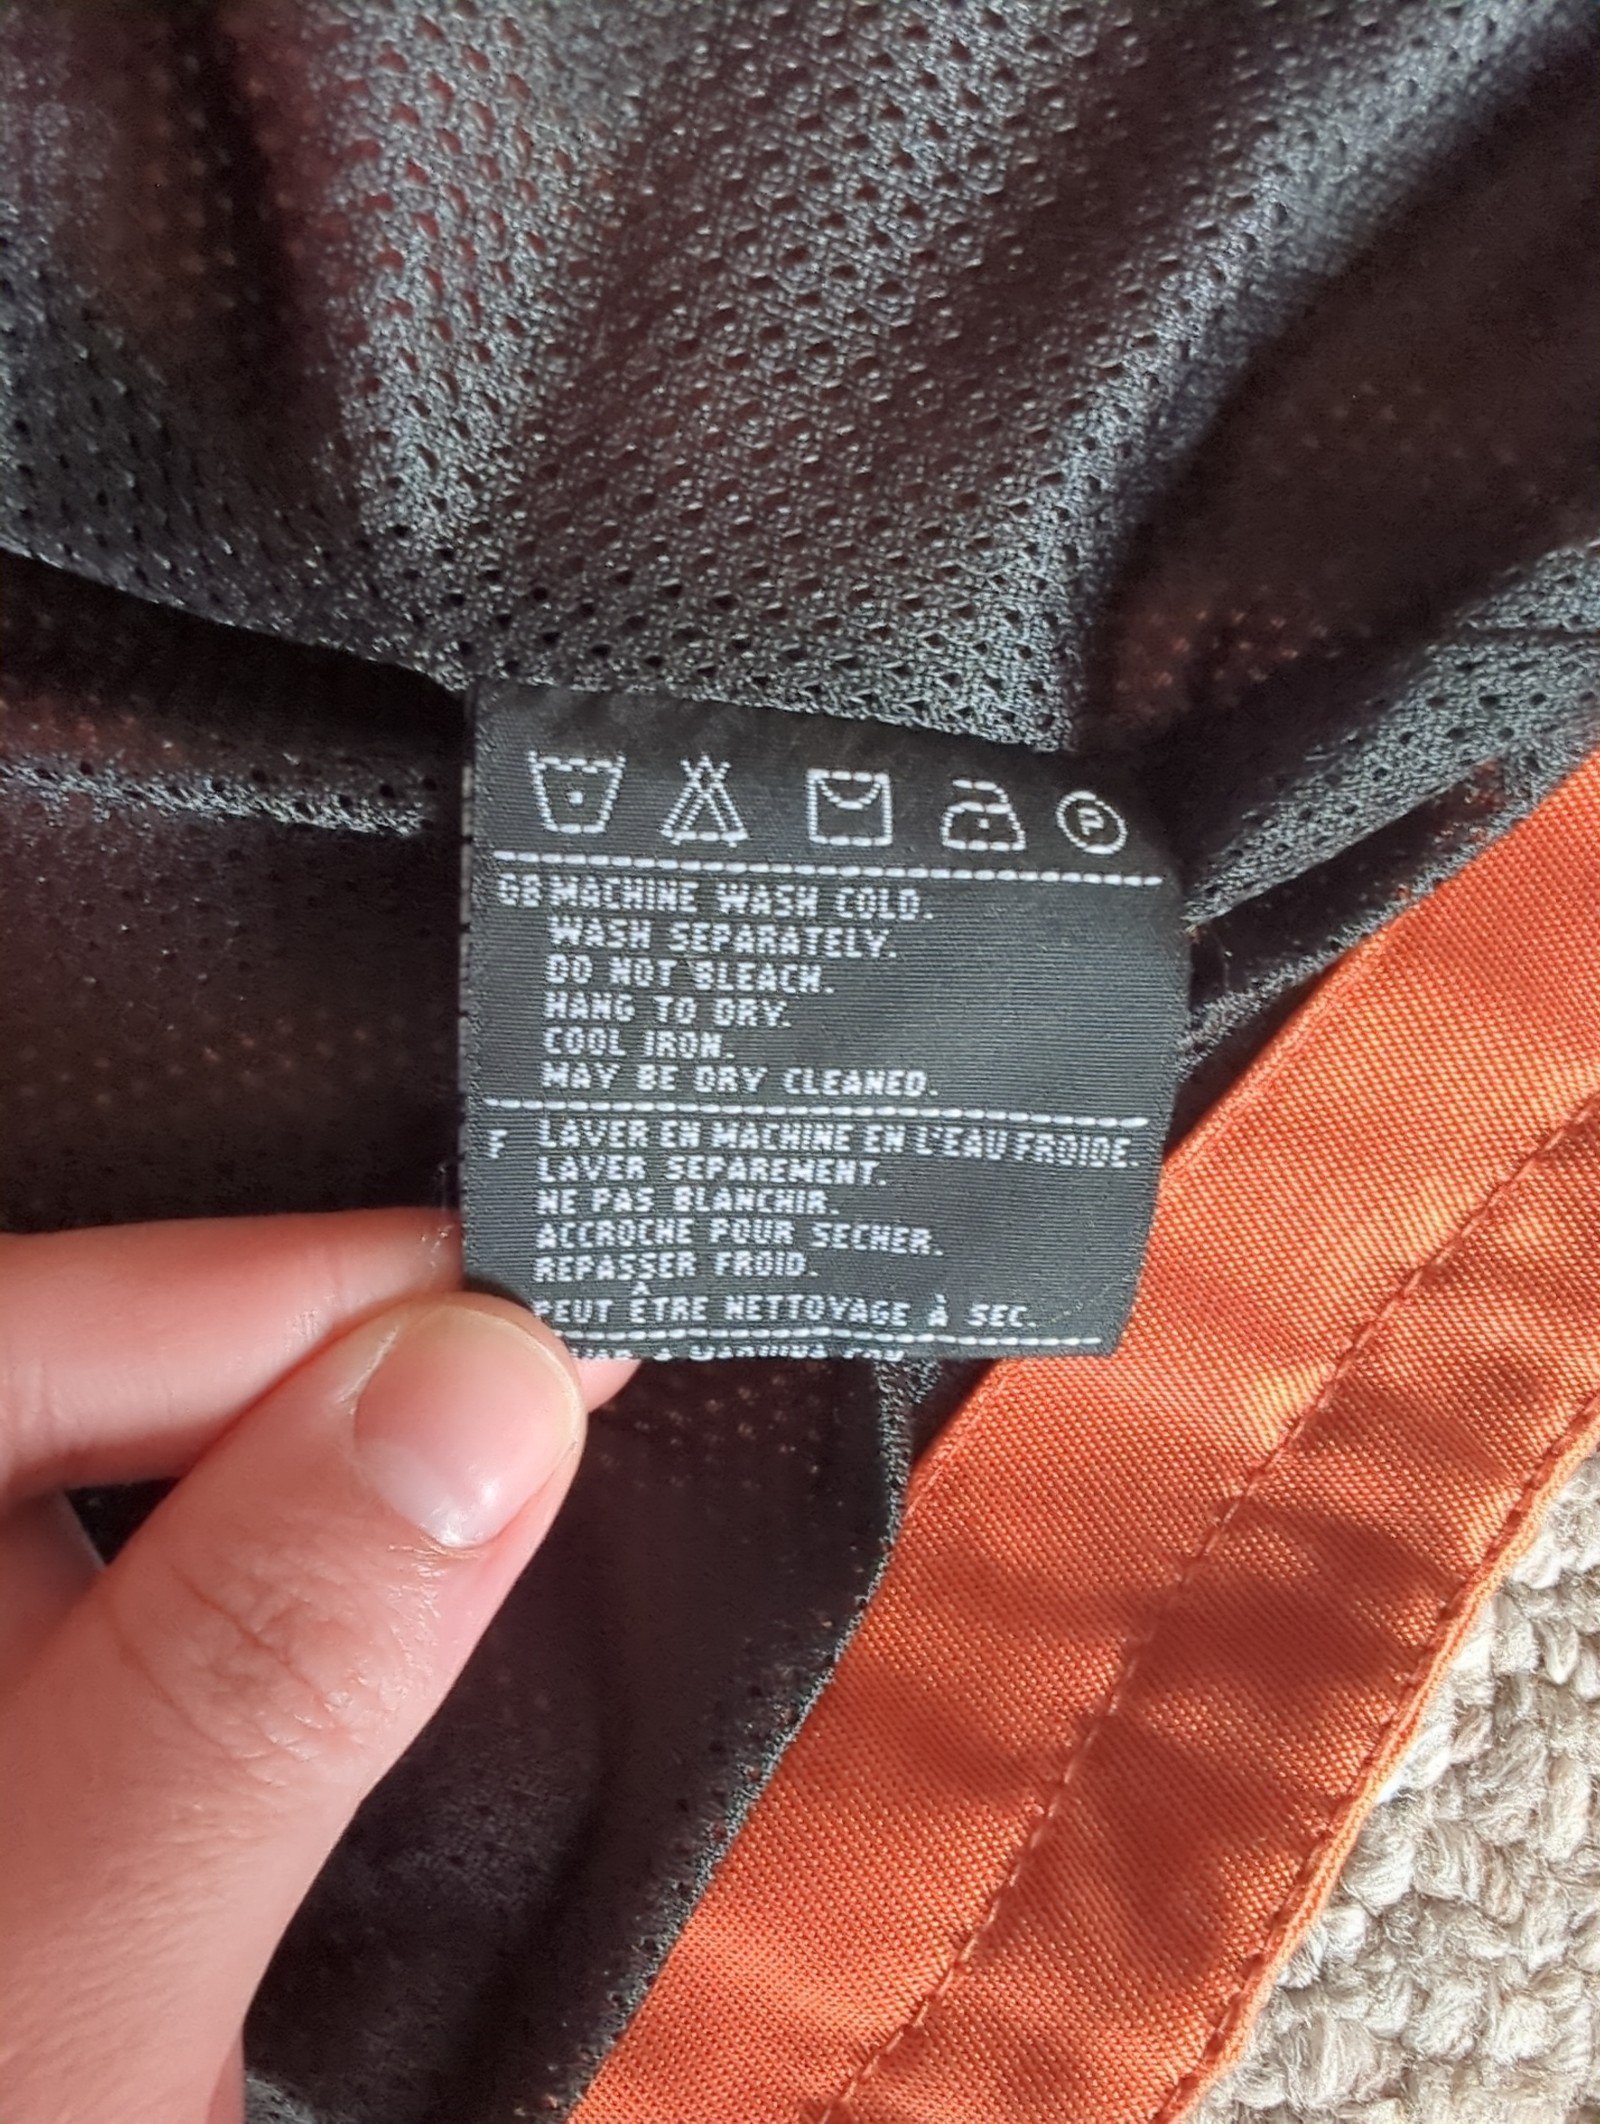 P
GB MACHINE WASH COLD.
WASH SEPARATELY.
DO NOT BLEACH.
HANG TO DRY.
COOL IRON.
MAY BE DRY CLEANED.
F LAVER EN MACHINE EN L'EAU FROIDE.
LAVER SEPAREMENT.
NE PAS BLANCHIR.
ACCROCHE POUR SECHER.
REPASSER FROID.
PEUT ÊTRE NETTOYAGE À SEC.